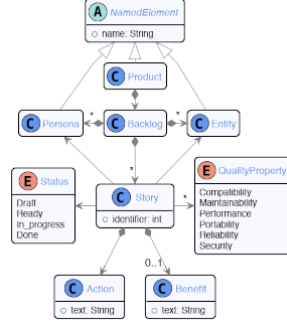 A NamedElement
name: String
C Product
C Persona
*
C Backlog
*
C Entity
*
E Status
Draft
Ready
In_progress
Done
C Story
identifier: int
*
E QualityProperty
Compatibility
Maintainability
Performance
Portability
Reliability
Security
0..1
C Action
text: String
C Benefit
text: String